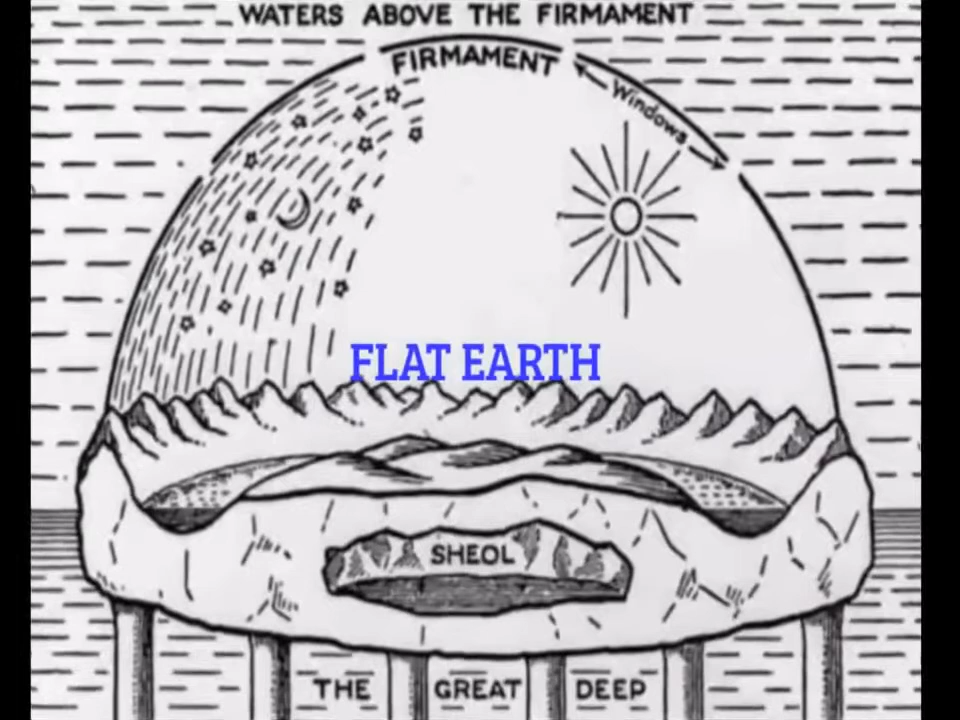 WATERS ABOVE THE FIRMAMENT
FIRMAMENT
Windows
FLAT EARTH
SHEOL
THE GREAT DEEP